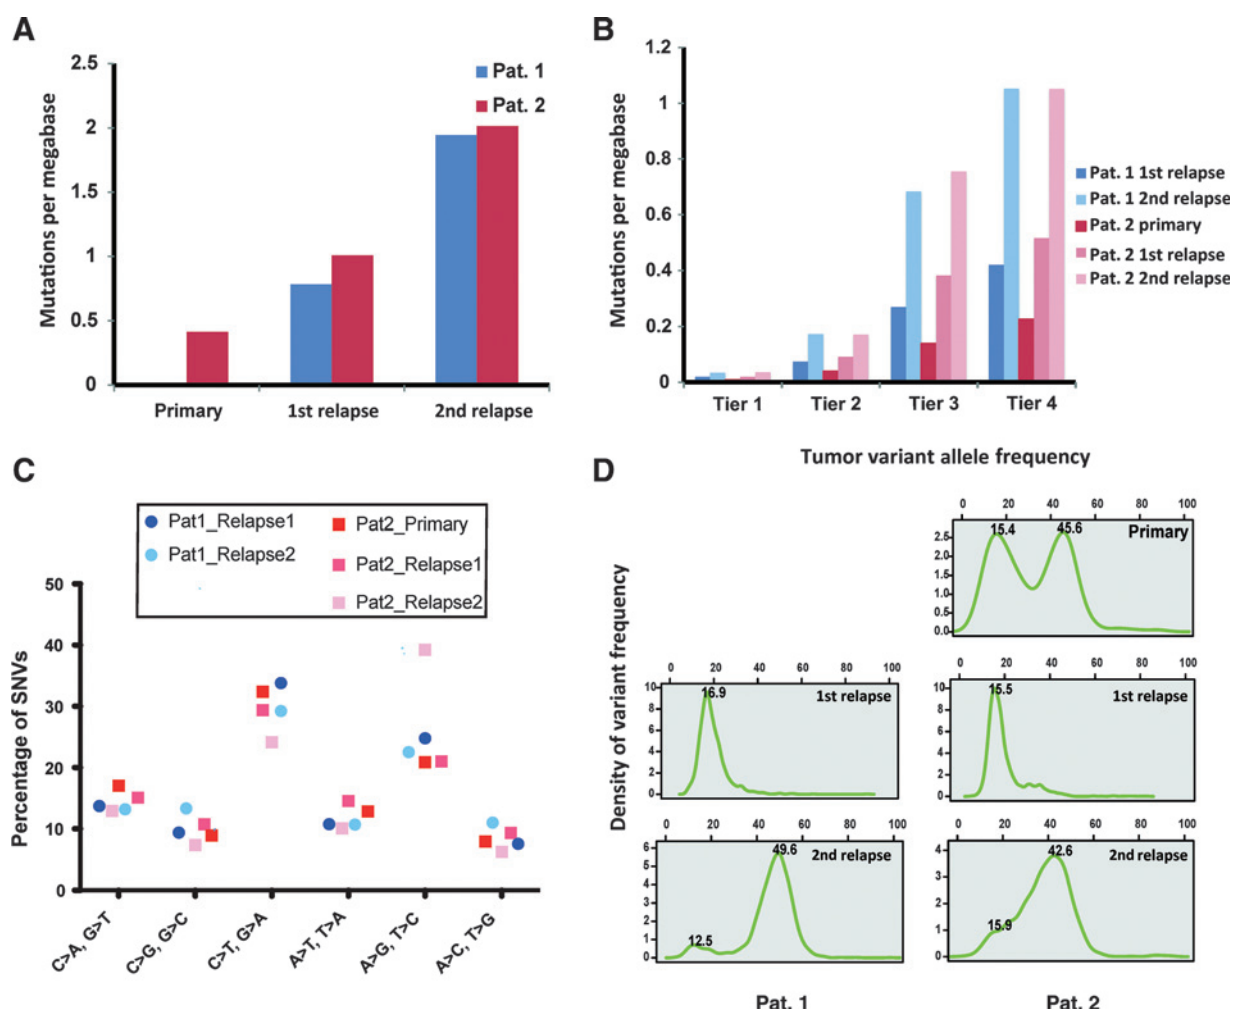 A
Mutations per megabase
2.5
2
1.5
1
0.5
0
Pat. 1
Pat. 2
Primary
1st relapse
2nd relapse
B
Mutations per megabase
1.2
1
0.8
0.6
0.4
0.2
0
Pat. 1 1st relapse
Pat. 1 2nd relapse
Pat. 2 primary
Pat. 2 1st relapse
Pat. 2 2nd relapse
Tier 1
Tier 2
Tier 3
Tier 4
C
Pat1_Relapse1
Pat1_Relapse2
Pat2_Primary
Pat2_Relapse1
Pat2_Relapse2
Percentage of SNVs
50
40
30
20
10
0
C>A, G>T
C>G, G>C
C>T, G>A
A>T, T>A
A>G, T>C
A>C, T>G
D
Tumor variant allele frequency
Density of variant frequency
0 20 40 60 80 100
2.5
2.0
1.5
1.0
0.5
0.0
15.4
45.6
Primary
0 20 40 60 80 100
10
8
6
4
2
0
16.9
1st relapse
0 20 40 60 80 100
10
8
6
4
2
0
15.5
1st relapse
0 20 40 60 80 100
6
5
4
3
2
1
0
12.5
49.6
2nd relapse
0 20 40 60 80 100
4
3
2
1
0
15.9
42.6
2nd relapse
Pat. 1
Pat. 2